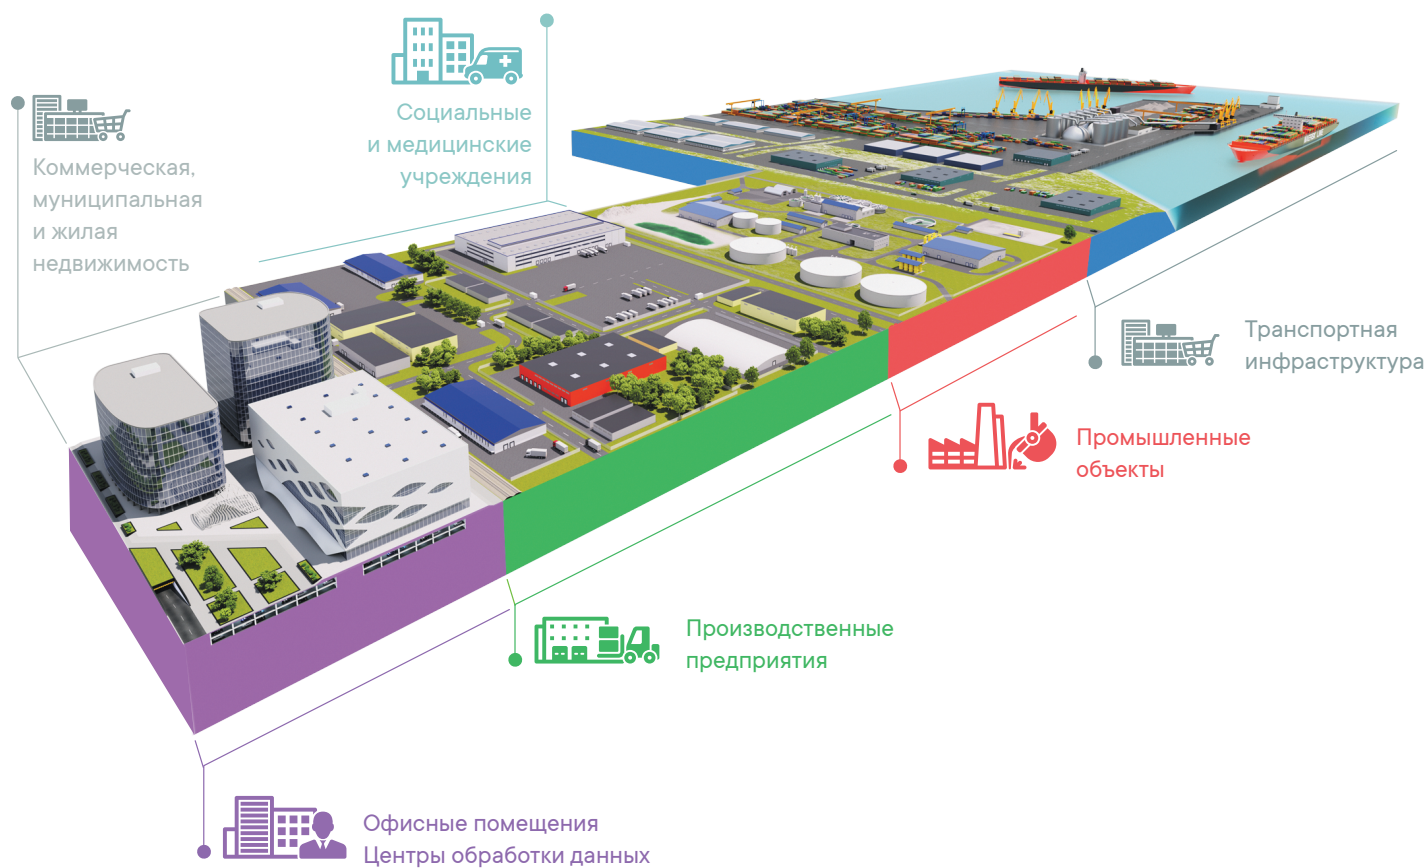 Социальные
и медицинские
учреждения
Коммерческая,
муниципальная
и жилая
недвижимость
Транспортная
инфраструктура
Промышленные
объекты
Производственные
предприятия
Офисные помещения
Центры обработки данных